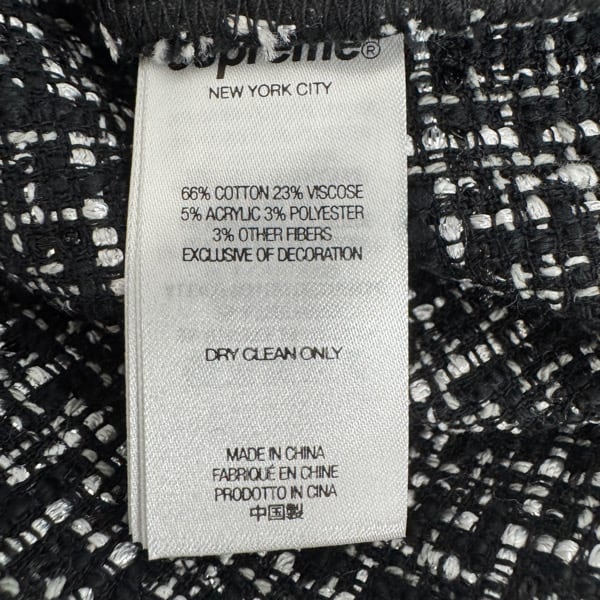 Supreme®
NEW YORK CITY
66% COTTON 23% VISCOSE
5% ACRYLIC 3% POLYESTER
3% OTHER FIBERS
EXCLUSIVE OF DECORATION
DRY CLEAN ONLY
MADE IN CHINA
FABRIQUÉ EN CHINE
PRODOTTO IN CINA
中国製